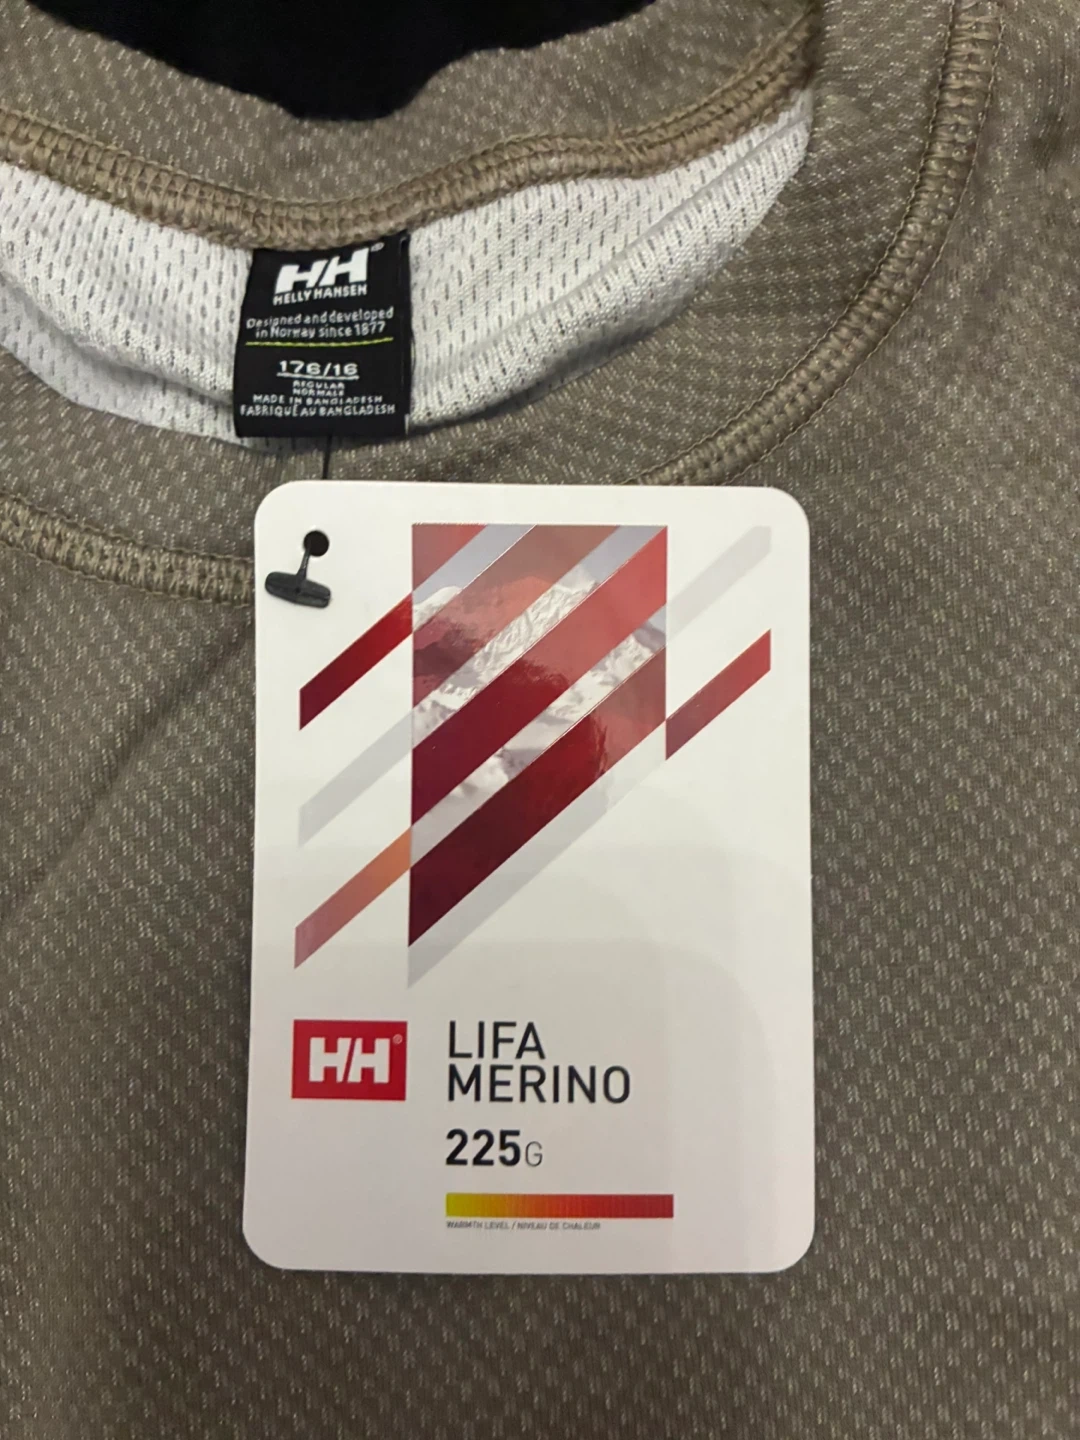 HH®
HELLY HANSEN
Designed and developed
in Norway since 1877
176/16
REGULAR
NORMALE
MADE IN BANGLADESH
FABRIQUÉ AU BANGLADESH
HH®
LIFA
MERINO
225G
WARMTH LEVEL / NIVEAU DE CHALEUR